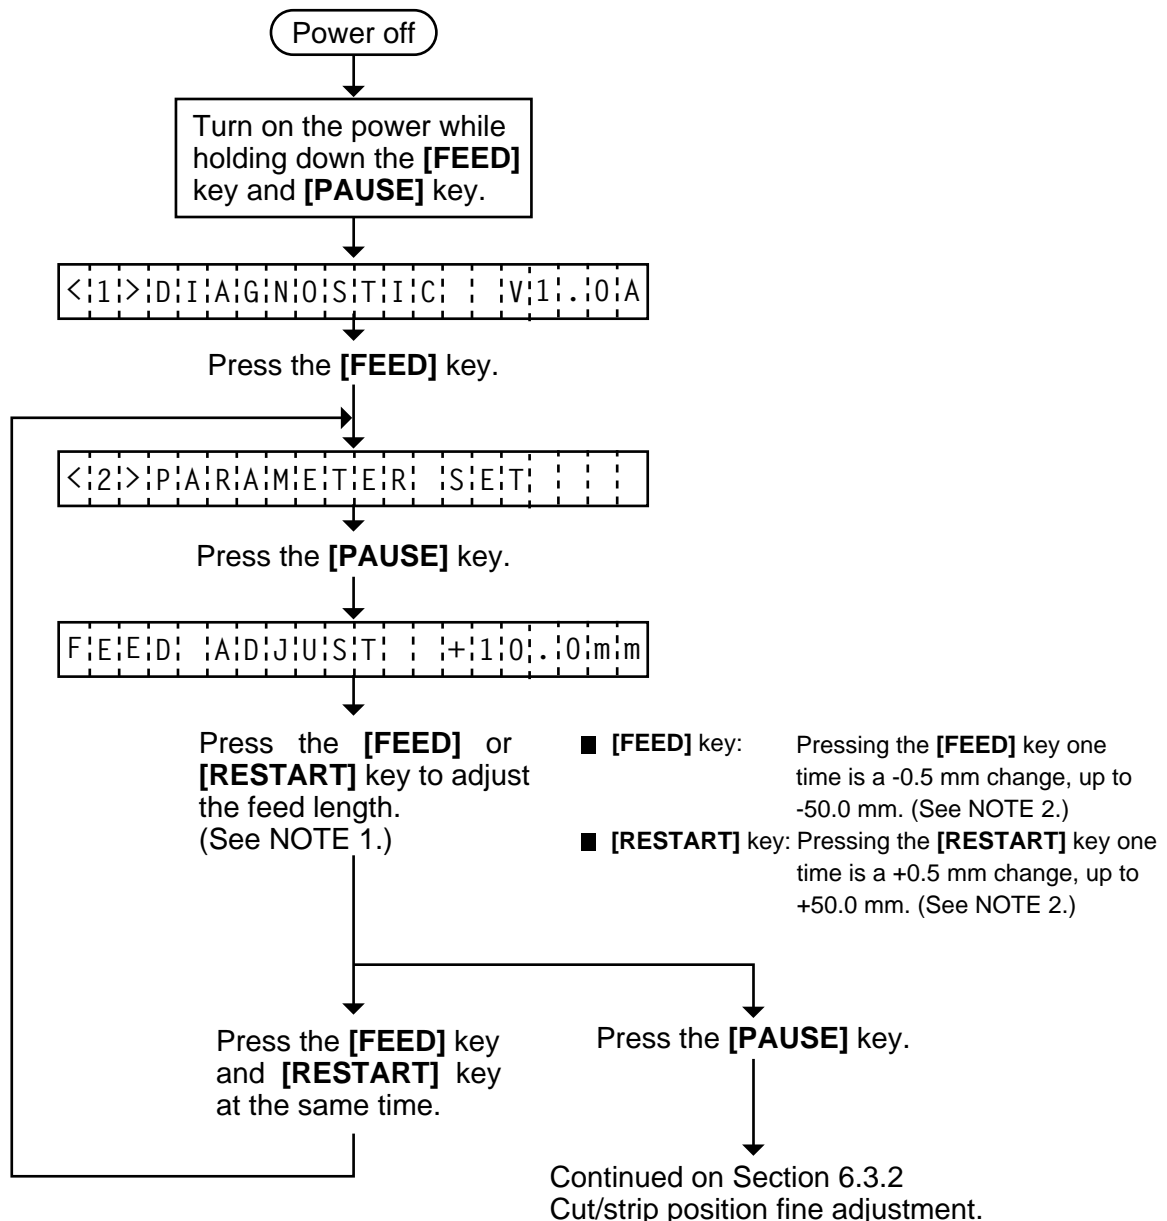 Power off
Turn on the power while
holding down the [FEED]
key and [PAUSE] key.
<1>DIAGNOSTIC  V1.0A
Press the [FEED] key.
<2>PARAMETER SET
Press the [PAUSE] key.
FEED ADJUST  +10.0mm
Press the [FEED] or
[RESTART] key to adjust
the feed length.
(See NOTE 1.)
■ [FEED] key: Pressing the [FEED] key one
time is a -0.5 mm change, up to
-50.0 mm. (See NOTE 2.)
■ [RESTART] key: Pressing the [RESTART] key one
time is a +0.5 mm change, up to
+50.0 mm. (See NOTE 2.)
Press the [FEED] key
and [RESTART] key
at the same time.
Press the [PAUSE] key.
Continued on Section 6.3.2
Cut/strip position fine adjustment.